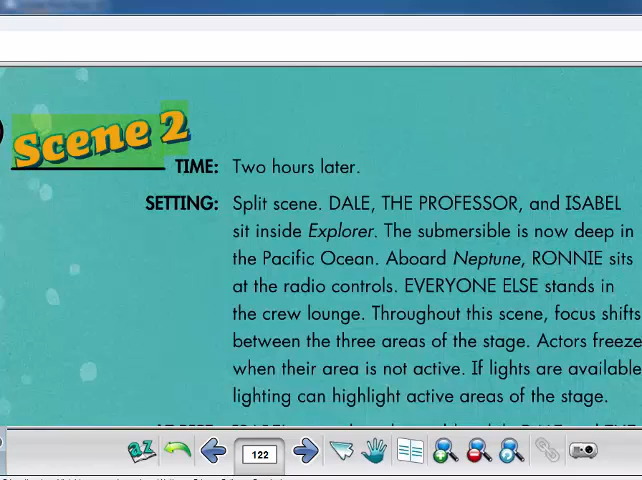 Scene 2
TIME: Two hours later.
SETTING: Split scene. DALE, THE PROFESSOR, and ISABEL
sit inside Explorer. The submersible is now deep in
the Pacific Ocean. Aboard Neptune, RONNIE sits
at the radio controls. EVERYONE ELSE stands in
the crew lounge. Throughout this scene, focus shifts
between the three areas of the stage. Actors freeze
when their area is not active. If lights are available
lighting can highlight active areas of the stage.
aZ
122